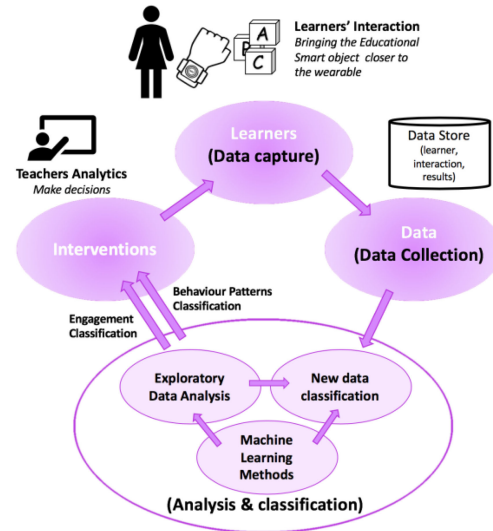 Learners' Interaction
Bringing the Educational
Smart object closer to
the wearable
A
B
C
Learners
(Data capture)
Teachers Analytics
Make decisions
Data Store
(learner,
interaction,
results)
Interventions
Data
(Data Collection)
Behaviour Patterns
Classification
Engagement
Classification
Exploratory
Data Analysis
New data
classification
Machine
Learning
Methods
(Analysis & classification)